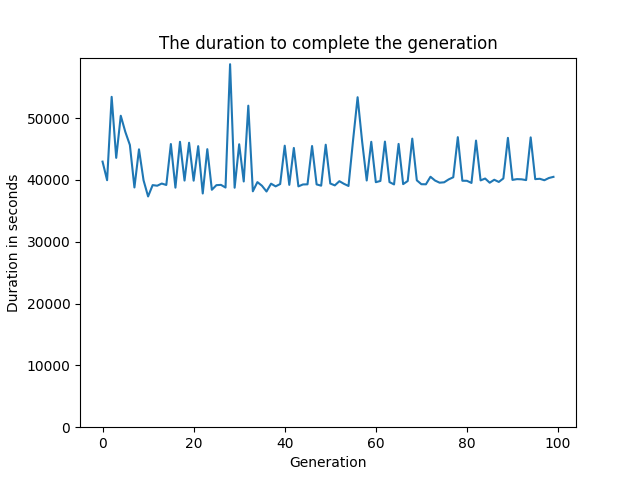 The duration to complete the generation
Duration in seconds
50000
40000
30000
20000
10000
0
0 20 40 60 80 100
Generation